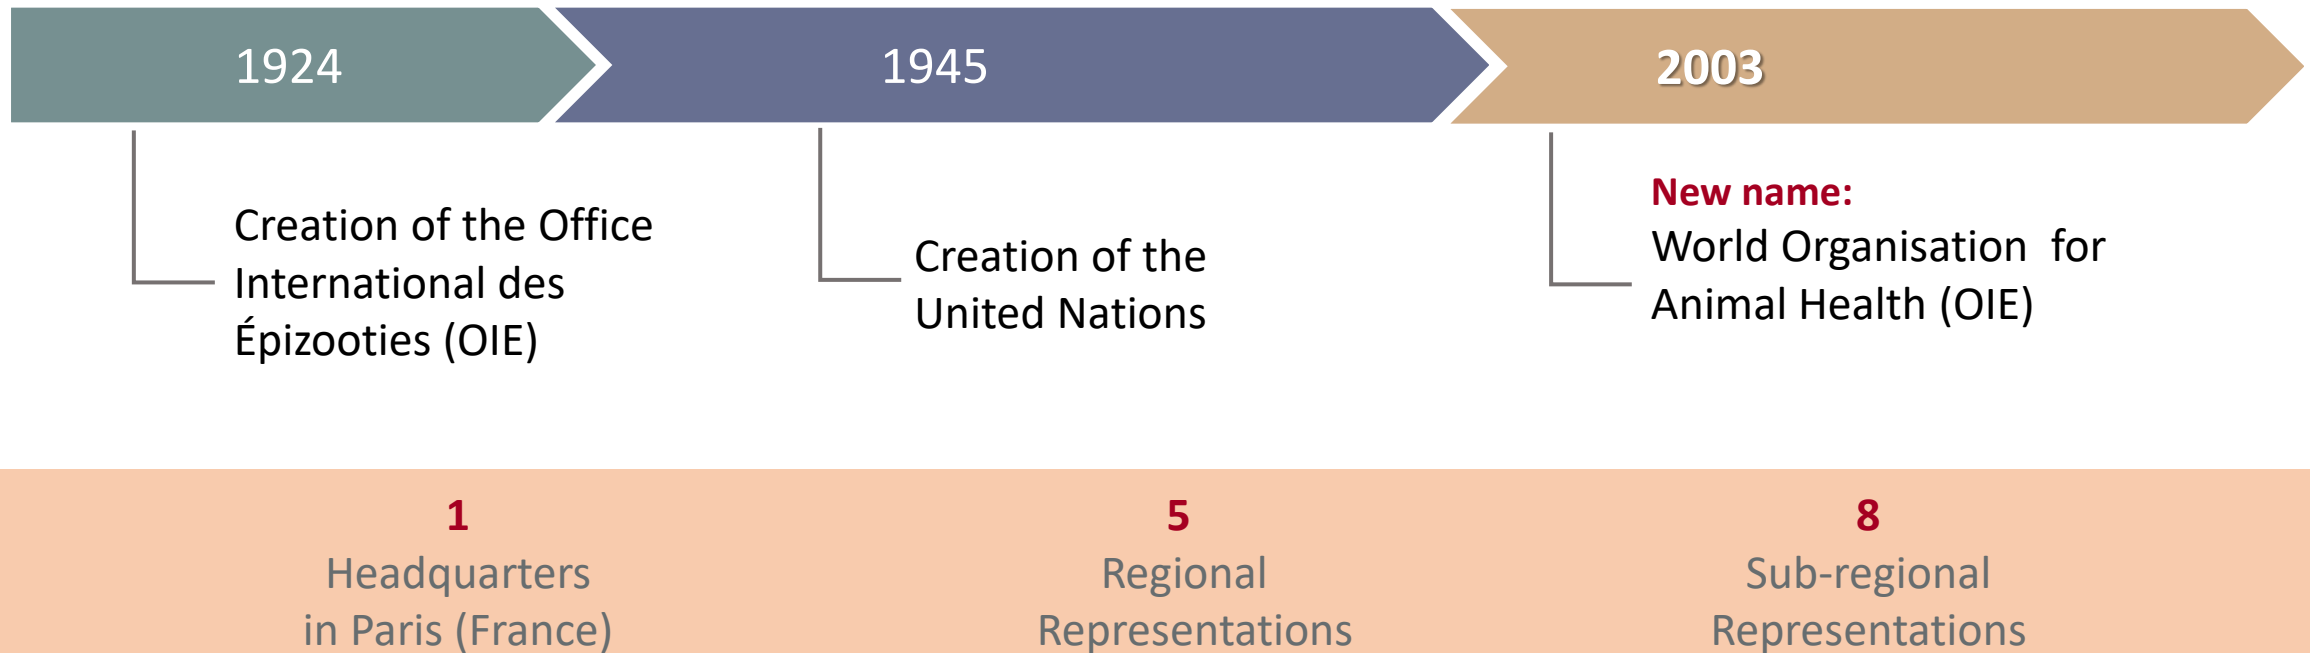 1924
1945
2003
Creation of the Office
International des
Épizooties (OIE)
Creation of the
United Nations
New name:
World Organisation  for
Animal Health (OIE)
1
Headquarters
in Paris (France)
5
Regional
Representations
8
Sub-regional
Representations